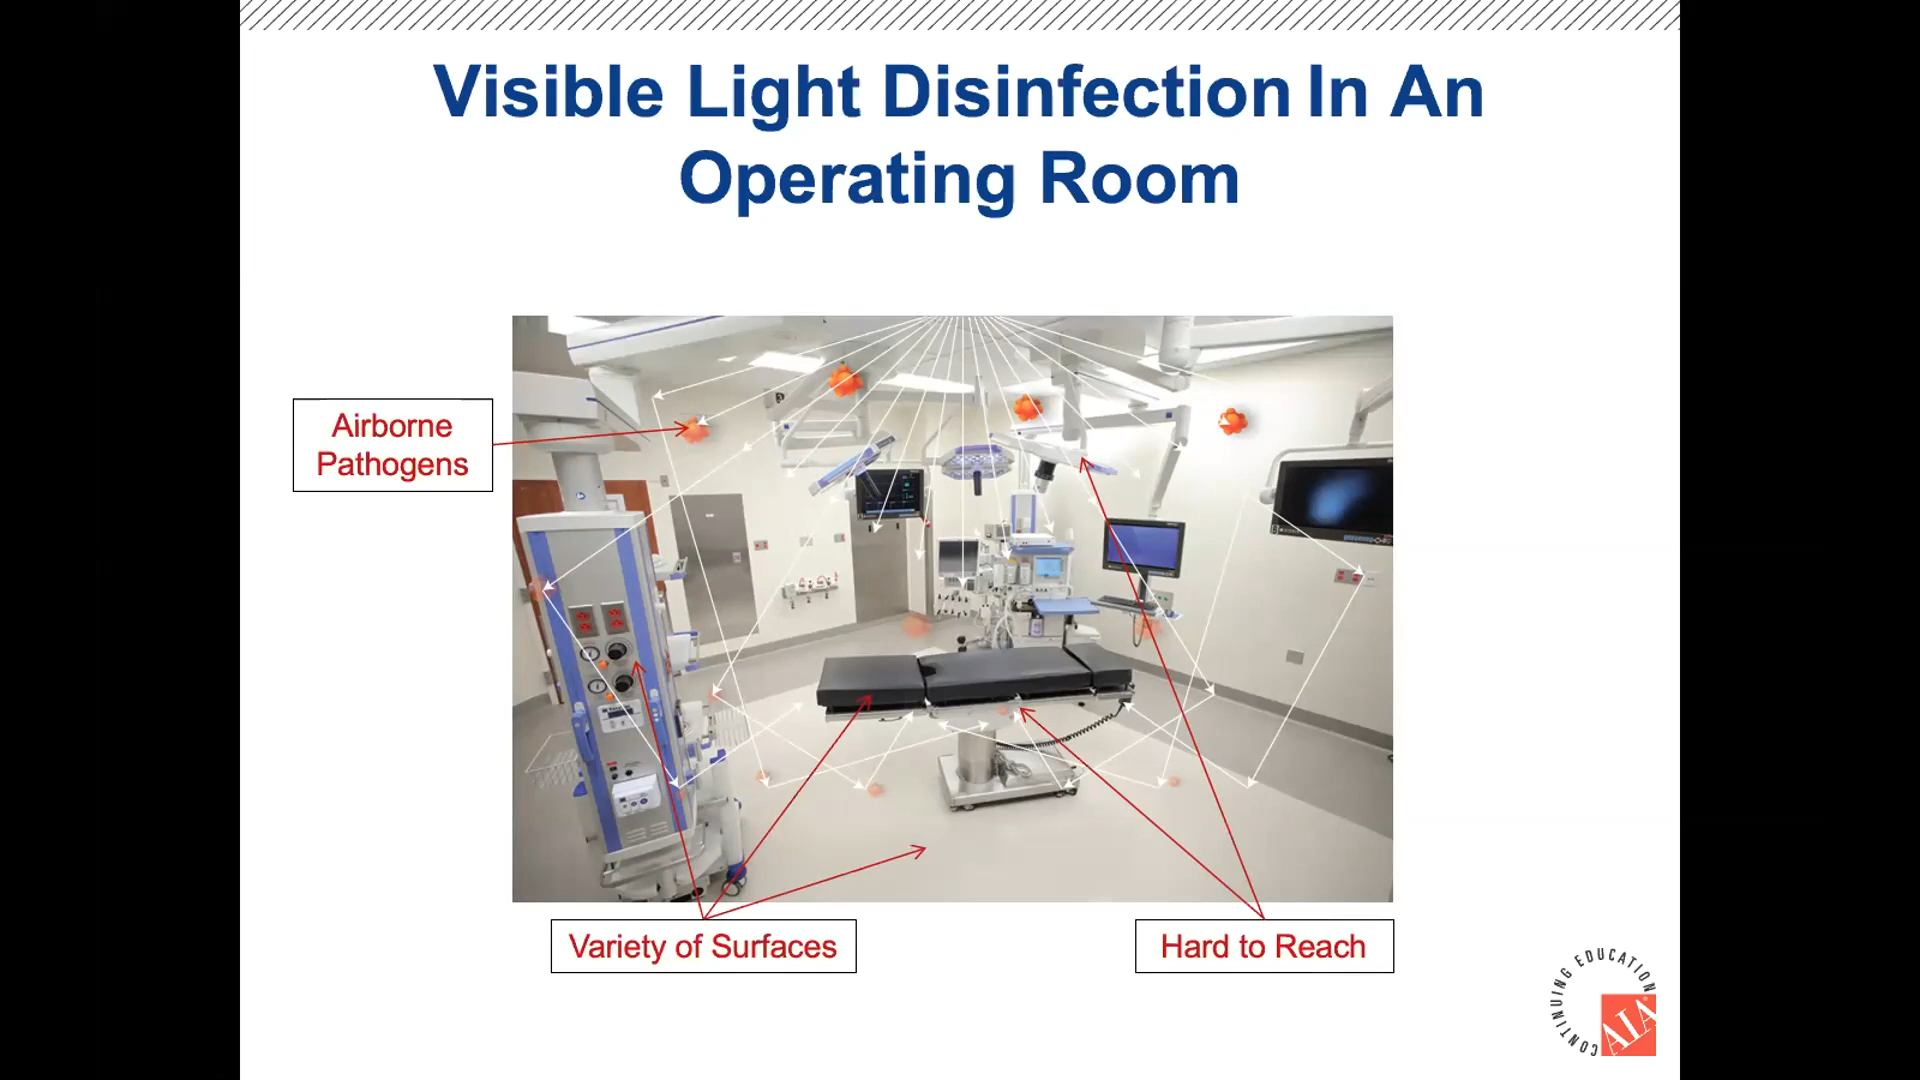 Visible Light Disinfection In An
Operating Room
Airborne
Pathogens
Variety of Surfaces
Hard to Reach
CONTINUING EDUCATION
AIA